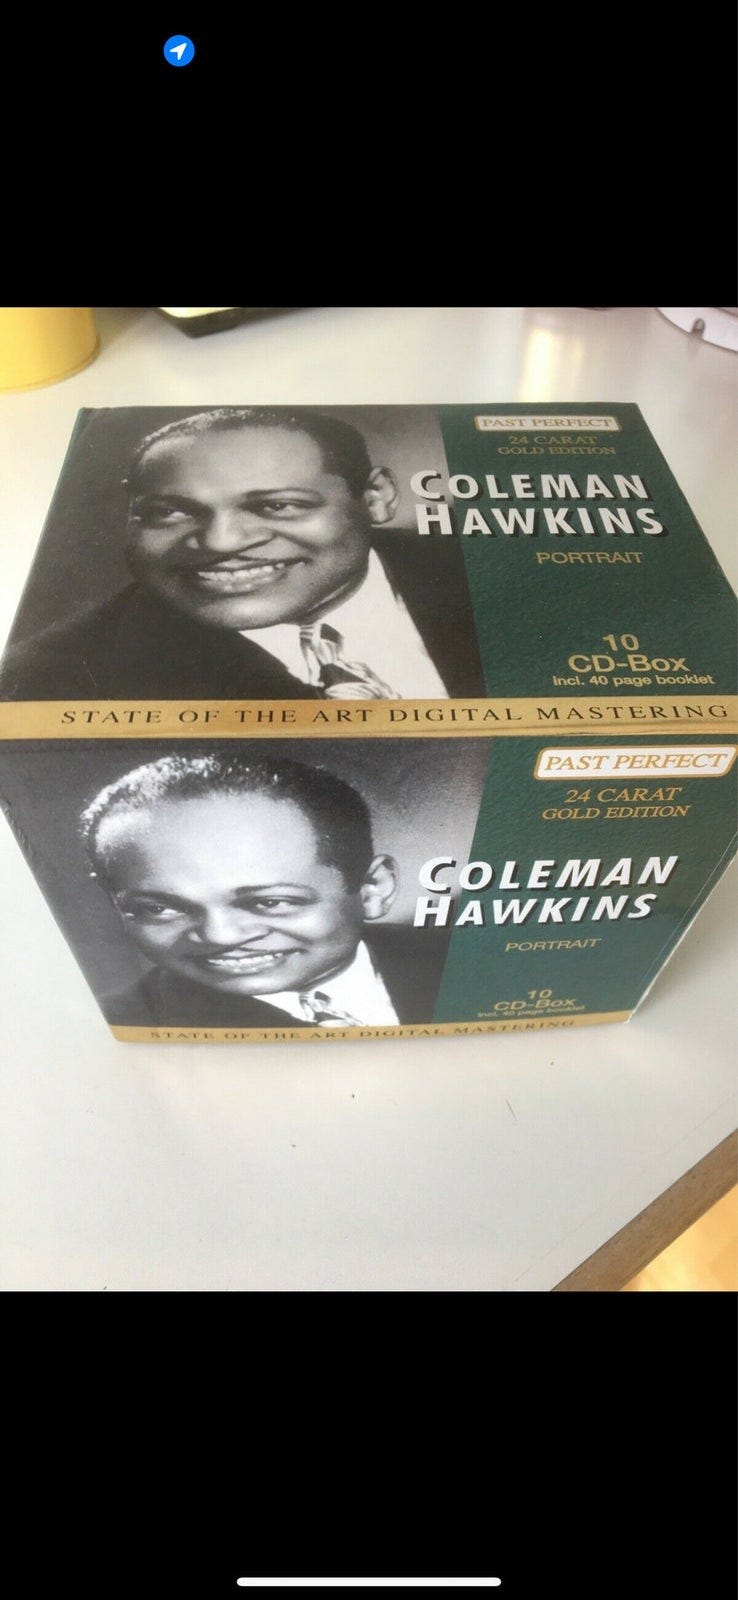 PAST PERFECT
24 CARAT
GOLD EDITION
COLEMAN
HAWKINS
PORTRAIT
10
CD-BOX
incl. 40 page booklet
STATE OF THE ART DIGITAL MASTERING
PAST PERFECT
24 CARAT
GOLD EDITION
COLEMAN
HAWKINS
PORTRAIT
10
CD-BOX
incl. 40 page booklet
STATE OF THE ART DIGITAL MASTERING